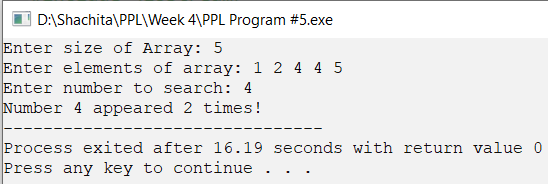 D:\Shachita\PPL\Week 4\PPL Program #5.exe
Enter size of Array: 5
Enter elements of array: 1 2 4 4 5
Enter number to search: 4
Number 4 appeared 2 times!
--------------------------------
Process exited after 16.19 seconds with return value 0
Press any key to continue . . .